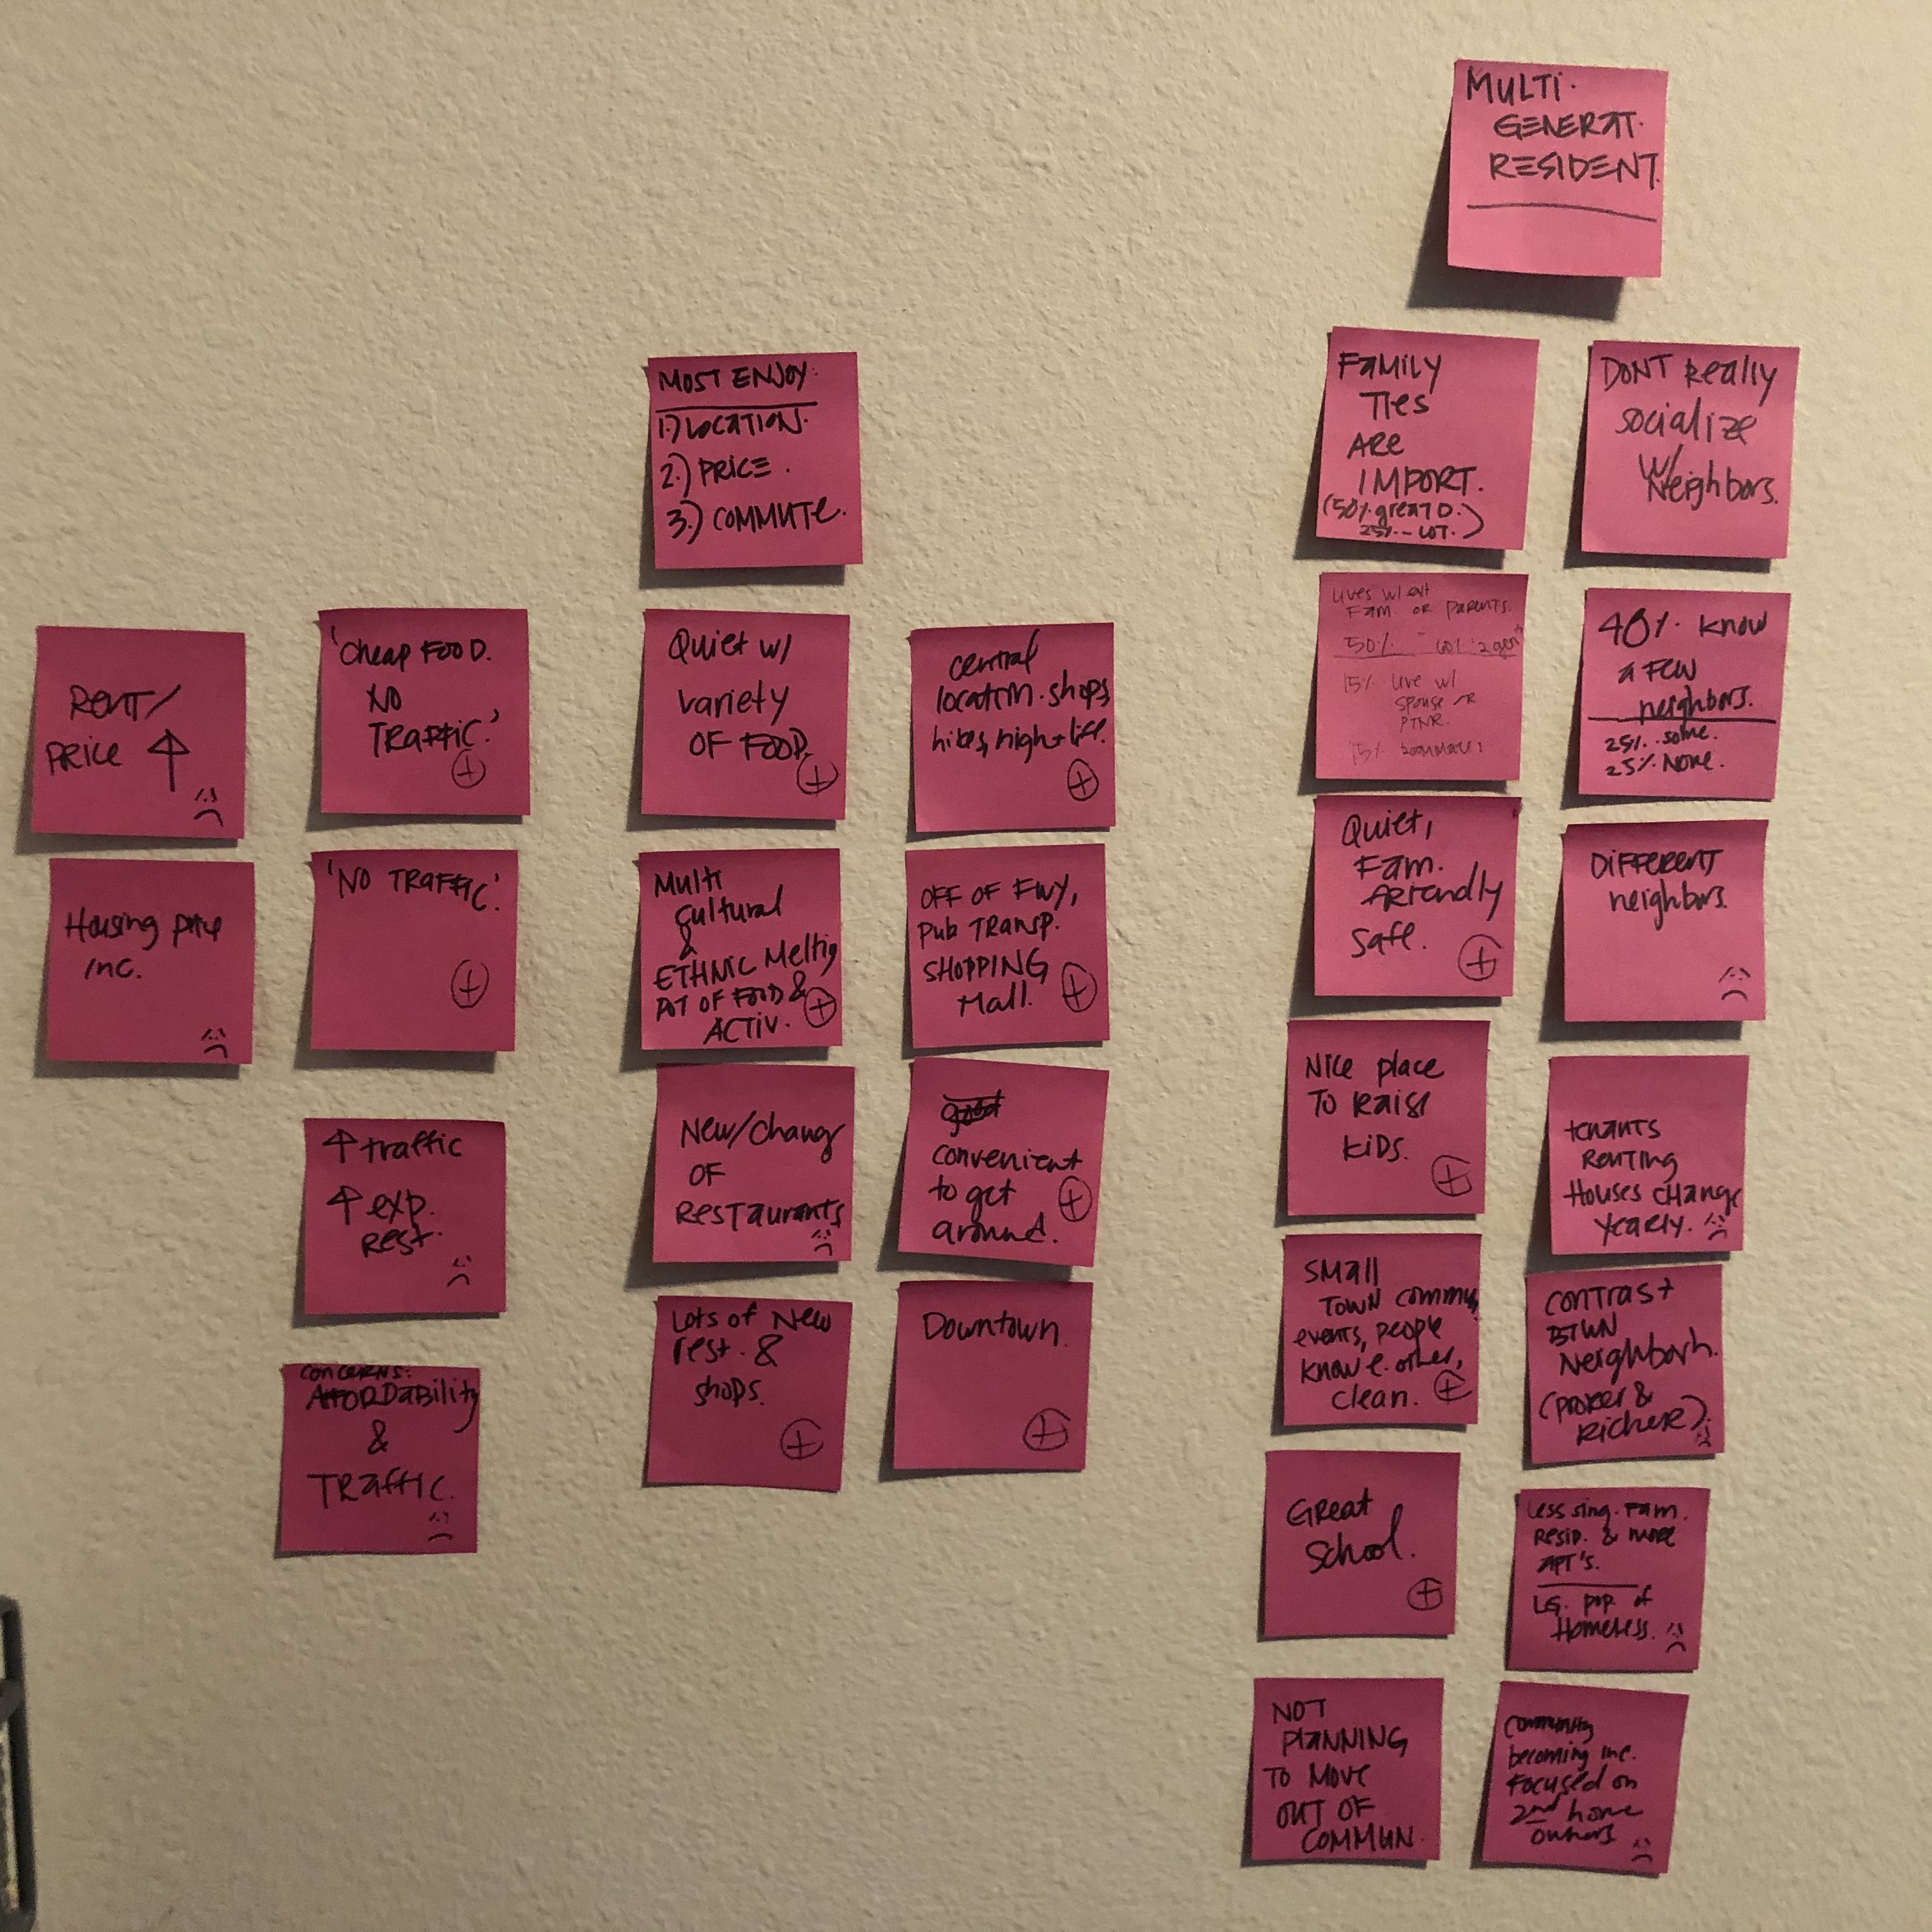 MULTI.
GENERAT.
RESIDENT.
MOST ENJOY:
1.) LOCATION.
2.) PRICE.
3.) COMMUTE.
RENT/
PRICE ↑
Housing price
inc.
'Cheap FOOD.
NO
TRAFFIC.'
'NO TRAFFIC.'
↑ traffic
↑ exp.
rest.
CONCERNS:
AFFORDability
&
TRAFFIC.
Quiet w/
variety
OF FOOD.
Multi
cultural
&
ETHNIC Melting
POT OF FOOD &
ACTIV.
New/Change
OF
RESTaurants
Lots of New
rest. &
shops.
central
location. shops
hikes, night life.
OFF OF FWY,
Pub TRANSP.
SHOPPING
Mall.
good
convenient
to get
around.
Downtown.
FAMILY
TIES
ARE
IMPORT.
(50% great D.
25% - LOT.)
Lives w/ ext
Fam. or parents.
50% - 60% "2 gen"
15% Live w/
spouse or
PTNR.
15% roommates
Quiet,
Fam.
Friendly
Safe.
Nice place
To Raise
KIDS.
SMall
TOWN commu,
events, people
know e. other,
clean.
Great
School.
NOT
PLANNING
TO MOVE
OUT OF
COMMUN.
DONT Really
socialize
w/
Neighbors.
40% know
a FEW
neighbors.
25% some.
25% NONE.
DIFFERENT
neighbors.
tenants
Renting
Houses change
yearly.
contrast
BTWN
Neighborh.
(poorer &
Richer).
Less sing. Fam.
Resid. & more
APT's.
LG. pop. of
Homeless.
Community
becoming inc.
Focused on
2nd home
owners